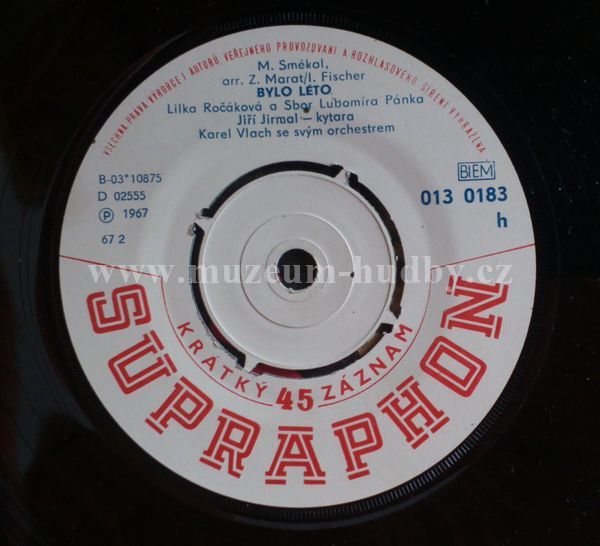 VŠECHNA PRÁVA VÝROBCE I AUTORŮ VEŘEJNÉHO PROVOZOVÁNÍ A ROZHLASOVÉHO ŠÍŘENÍ VYHRAŽENA
M. Smékol,
arr. Z. Marat/I. Fischer
BYLO LÉTO
Lilka Ročáková a Sbor Lubomíra Pánka
Jiří Jirmal – kytara
Karel Vlach se svým orchestrem
B-03*10875
D 02555
Ⓟ 1967
67 2
BIEM
013 0183
h
www.muzeum-hudby.cz
KRÁTKÝ 45 ZÁZNAM
SUPRAPHON